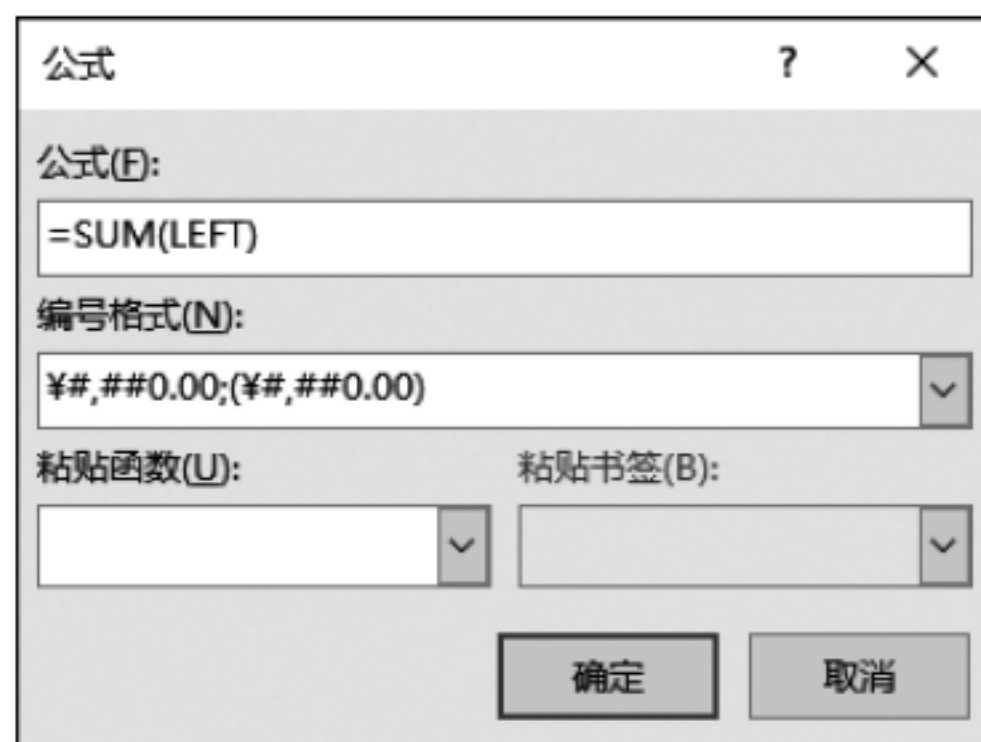 公式 ? ×
公式(F):
=SUM(LEFT)
编号格式(N):
¥#,##0.00;(¥#,##0.00)
粘贴函数(U): 粘贴书签(B):
确定 取消